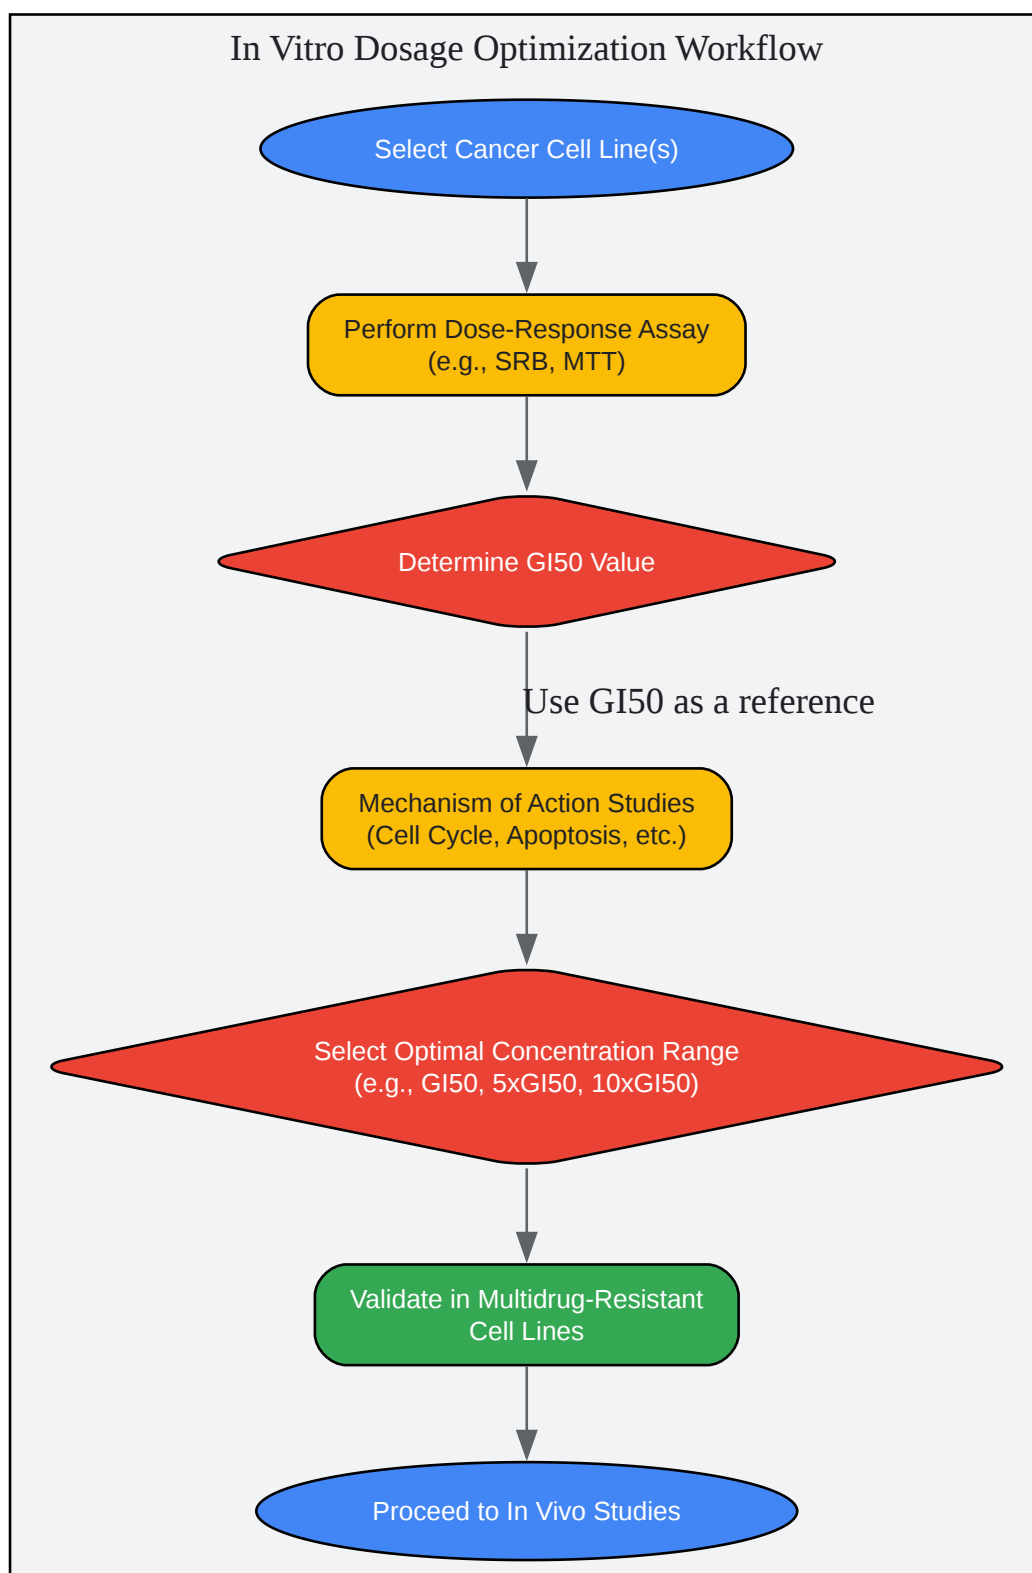 In Vitro Dosage Optimization Workflow
Select Cancer Cell Line(s)
Perform Dose-Response Assay
(e.g., SRB, MTT)
Determine GI50 Value
Use GI50 as a reference
Mechanism of Action Studies
(Cell Cycle, Apoptosis, etc.)
Select Optimal Concentration Range
(e.g., GI50, 5xGI50, 10xGI50)
Validate in Multidrug-Resistant
Cell Lines
Proceed to In Vivo Studies